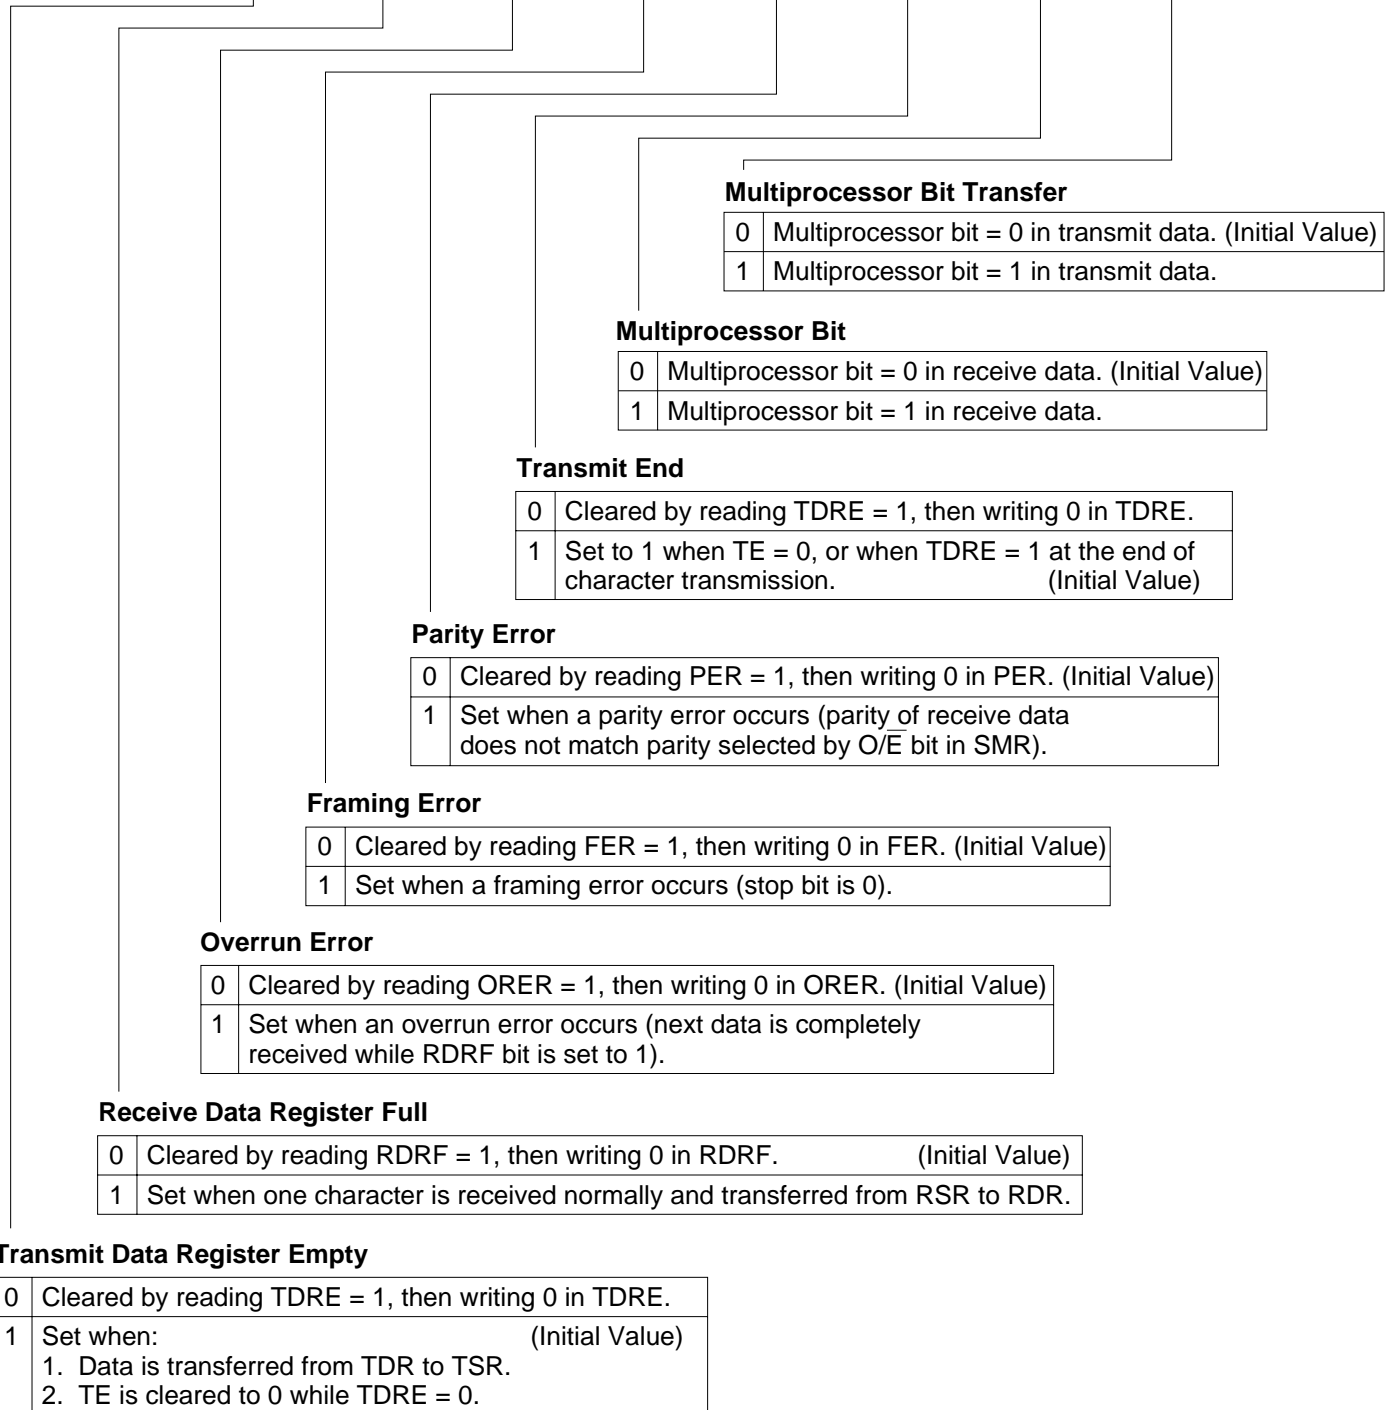 Multiprocessor Bit Transfer
0 Multiprocessor bit = 0 in transmit data. (Initial Value)
1 Multiprocessor bit = 1 in transmit data.
Multiprocessor Bit
0 Multiprocessor bit = 0 in receive data. (Initial Value)
1 Multiprocessor bit = 1 in receive data.
Transmit End
0 Cleared by reading TDRE = 1, then writing 0 in TDRE.
1 Set to 1 when TE = 0, or when TDRE = 1 at the end of
character transmission. (Initial Value)
Parity Error
0 Cleared by reading PER = 1, then writing 0 in PER. (Initial Value)
1 Set when a parity error occurs (parity of receive data
does not match parity selected by O/E̅ bit in SMR).
Framing Error
0 Cleared by reading FER = 1, then writing 0 in FER. (Initial Value)
1 Set when a framing error occurs (stop bit is 0).
Overrun Error
0 Cleared by reading ORER = 1, then writing 0 in ORER. (Initial Value)
1 Set when an overrun error occurs (next data is completely
received while RDRF bit is set to 1).
Receive Data Register Full
0 Cleared by reading RDRF = 1, then writing 0 in RDRF. (Initial Value)
1 Set when one character is received normally and transferred from RSR to RDR.
Transmit Data Register Empty
0 Cleared by reading TDRE = 1, then writing 0 in TDRE.
1 Set when: (Initial Value)
1. Data is transferred from TDR to TSR.
2. TE is cleared to 0 while TDRE = 0.